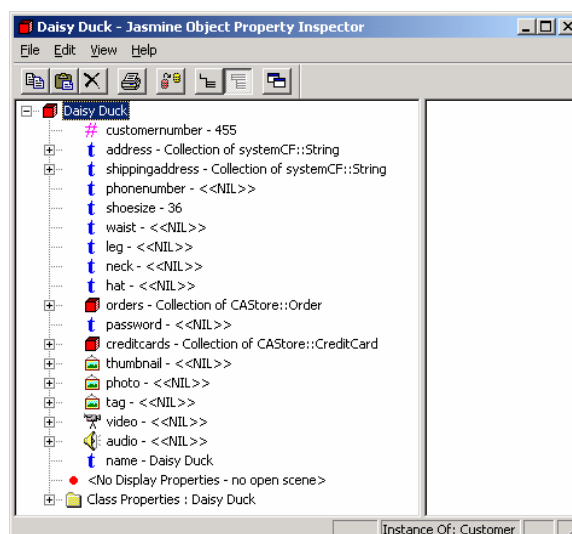 Daisy Duck - Jasmine Object Property Inspector
File Edit View Help
Daisy Duck
# customernumber - 455
t address - Collection of systemCF::String
t shippingaddress - Collection of systemCF::String
t phonenumber - <<NIL>>
t shoesize - 36
t waist - <<NIL>>
t leg - <<NIL>>
t neck - <<NIL>>
t hat - <<NIL>>
orders - Collection of CAStore::Order
t password - <<NIL>>
creditcards - Collection of CAStore::CreditCard
thumbnail - <<NIL>>
photo - <<NIL>>
tag - <<NIL>>
video - <<NIL>>
audio - <<NIL>>
t name - Daisy Duck
<No Display Properties - no open scene>
Class Properties : Daisy Duck
Instance Of: Customer